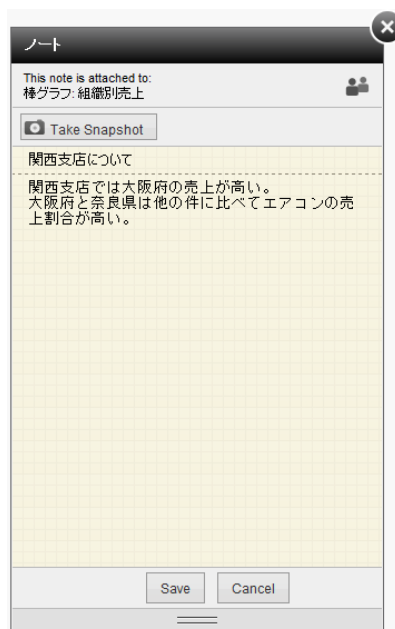 ノート
This note is attached to:
棒グラフ: 組織別売上
Take Snapshot
関西支店について
関西支店では大阪府の売上が高い。
大阪府と奈良県は他の件に比べてエアコンの売
上割合が高い。
Save
Cancel